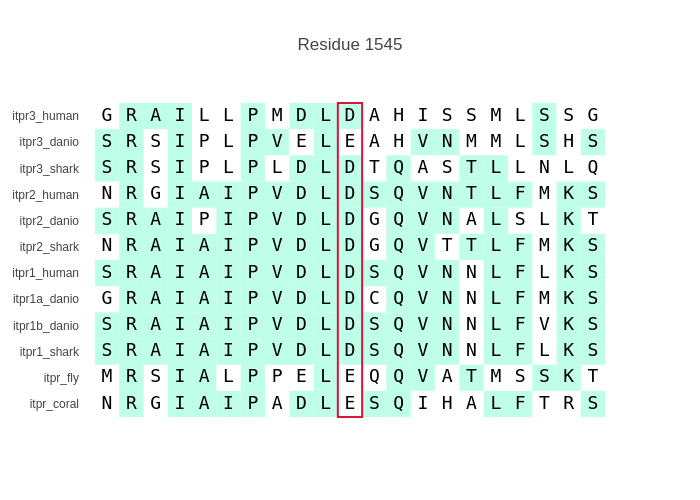 Residue 1545
itpr3_human G R A I L L P M D L D A H I S S M L S S G
itpr3_danio S R S I P L P V E L E A H V N M M L S H S
itpr3_shark S R S I P L P L D L D T Q A S T L L N L Q
itpr2_human N R G I A I P V D L D S Q V N T L F M K S
itpr2_danio S R A I P I P V D L D G Q V N A L S L K T
itpr2_shark N R A I A I P V D L D G Q V T T L F M K S
itpr1_human S R A I A I P V D L D S Q V N N L F L K S
itpr1a_danio G R A I A I P V D L D C Q V N N L F M K S
itpr1b_danio S R A I A I P V D L D S Q V N N L F V K S
itpr1_shark S R A I A I P V D L D S Q V N N L F L K S
itpr_fly M R S I A L P P E L E Q Q V A T M S S K T
itpr_coral N R G I A I P A D L E S Q I H A L F T R S